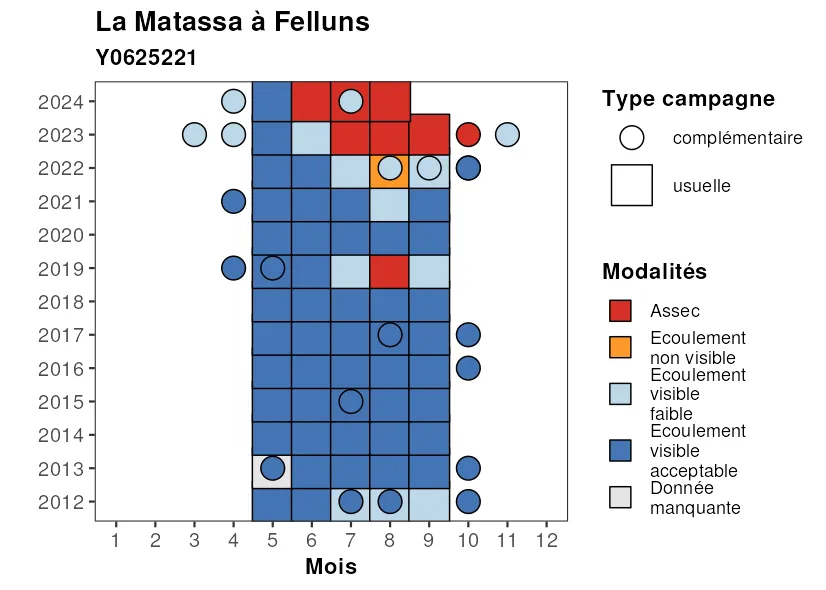 La Matassa à Felluns
Y0625221
2024
2023
2022
2021
2020
2019
2018
2017
2016
2015
2014
2013
2012
1 2 3 4 5 6 7 8 9 10 11 12
Mois
Type campagne
complémentaire
usuelle
Modalités
Assec
Ecoulement
non visible
Ecoulement
visible
faible
Ecoulement
visible
acceptable
Donnée
manquante